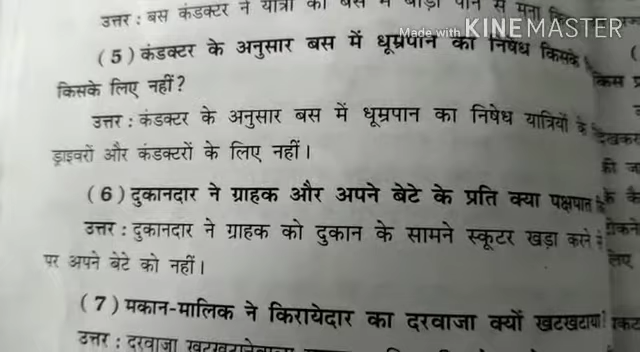 उत्तर : बस कंडक्टर ने यात्री को बस में बीड़ी पीने से मना
Made with KINEMASTER
(5) कंडक्टर के अनुसार बस में धूम्रपान का निषेध किसके
किसके लिए नहीं?
किस
उत्तर : कंडक्टर के अनुसार बस में धूम्रपान का निषेध यात्रियों के
ड्राइवरों और कंडक्टरों के लिए नहीं।
(6) दुकानदार ने ग्राहक और अपने बेटे के प्रति क्या पक्षपात
उत्तर : दुकानदार ने ग्राहक को दुकान के सामने स्कूटर खड़ा करने
पर अपने बेटे को नहीं।
(7) मकान-मालिक ने किरायेदार का दरवाजा क्यों खटखटाया?
उत्तर : दरवाजा